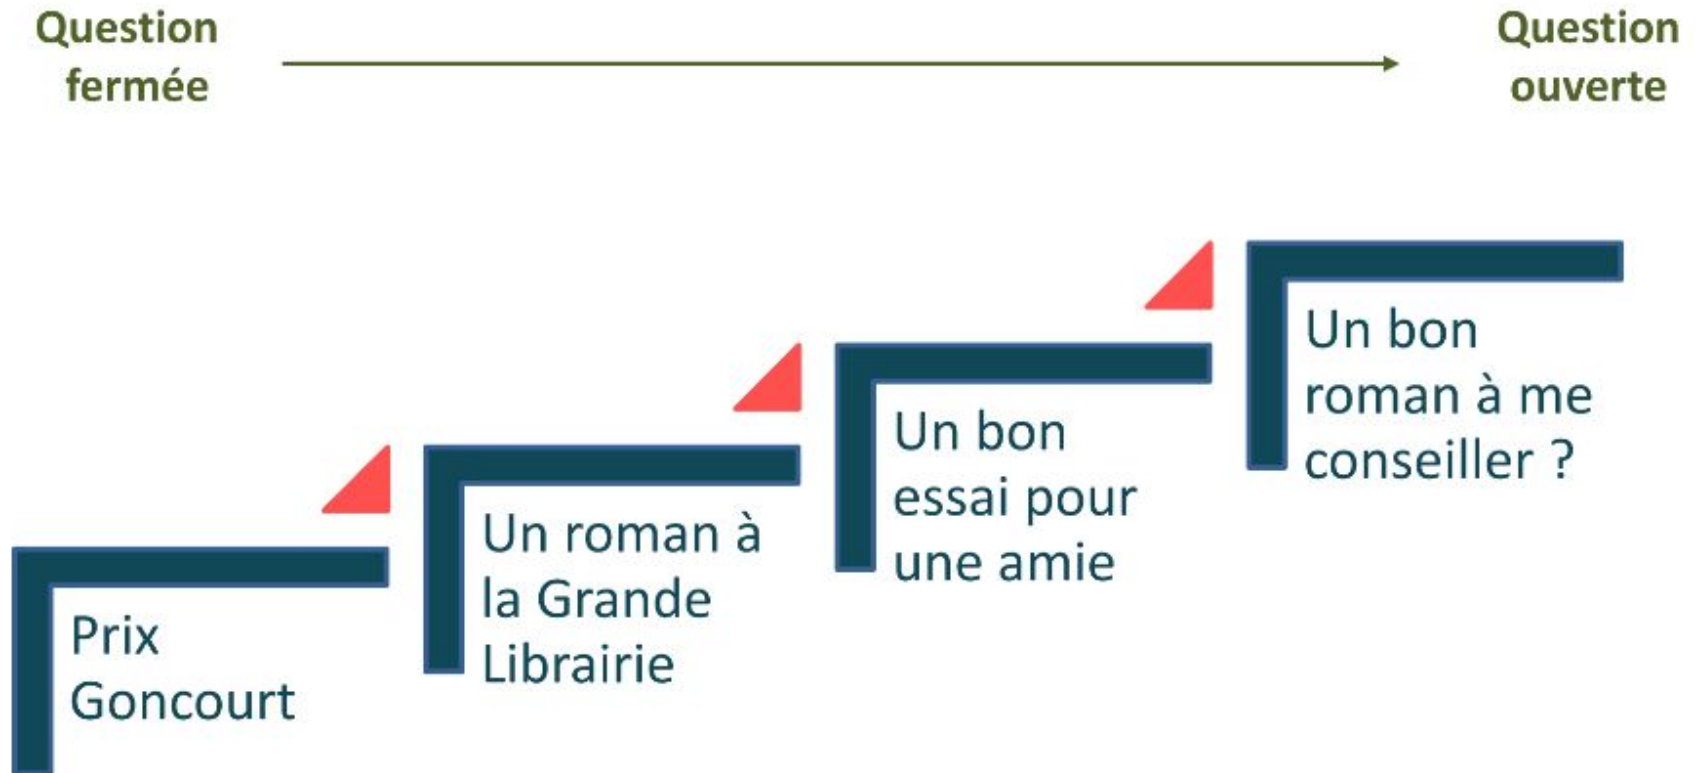 Question
fermée
Question
ouverte
Prix
Goncourt
Un roman à
la Grande
Librairie
Un bon
essai pour
une amie
Un bon
roman à me
conseiller ?